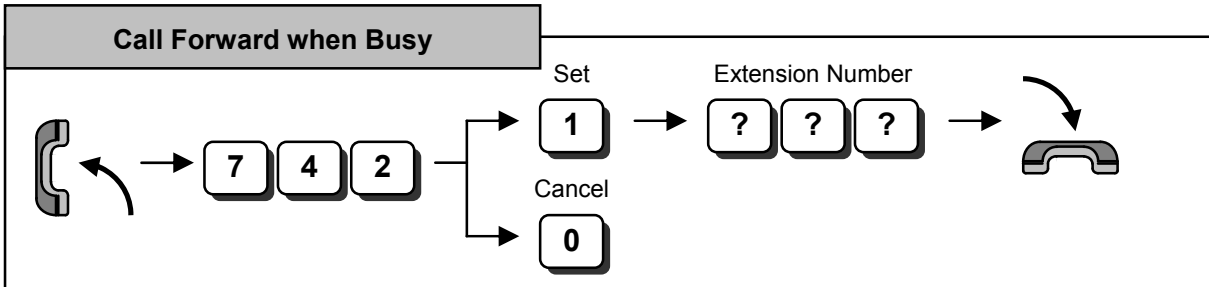 Call Forward when Busy
Set Extension Number
1 ? ? ?
7 4 2
Cancel
0